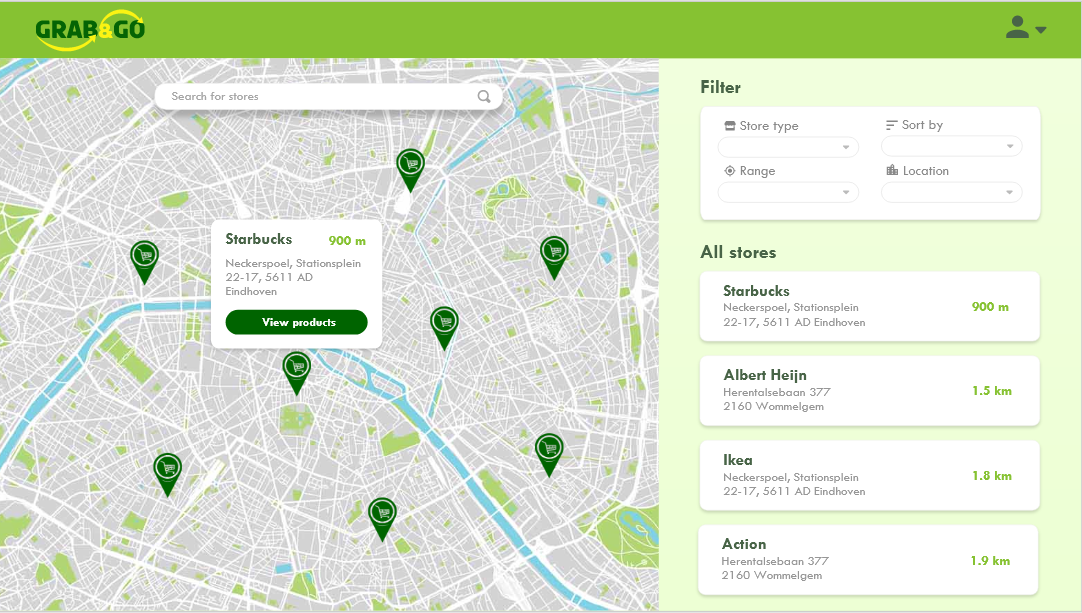 GRAB&GO
Search for stores
Starbucks 900 m
Neckerspoel, Stationsplein
22-17, 5611 AD
Eindhoven
View products
Filter
Store type
Sort by
Range
Location
All stores
Starbucks
Neckerspoel, Stationsplein
22-17, 5611 AD Eindhoven
900 m
Albert Heijn
Herentalsebaan 377
2160 Wommelgem
1.5 km
Ikea
Neckerspoel, Stationsplein
22-17, 5611 AD Eindhoven
1.8 km
Action
Herentalsebaan 377
2160 Wommelgem
1.9 km